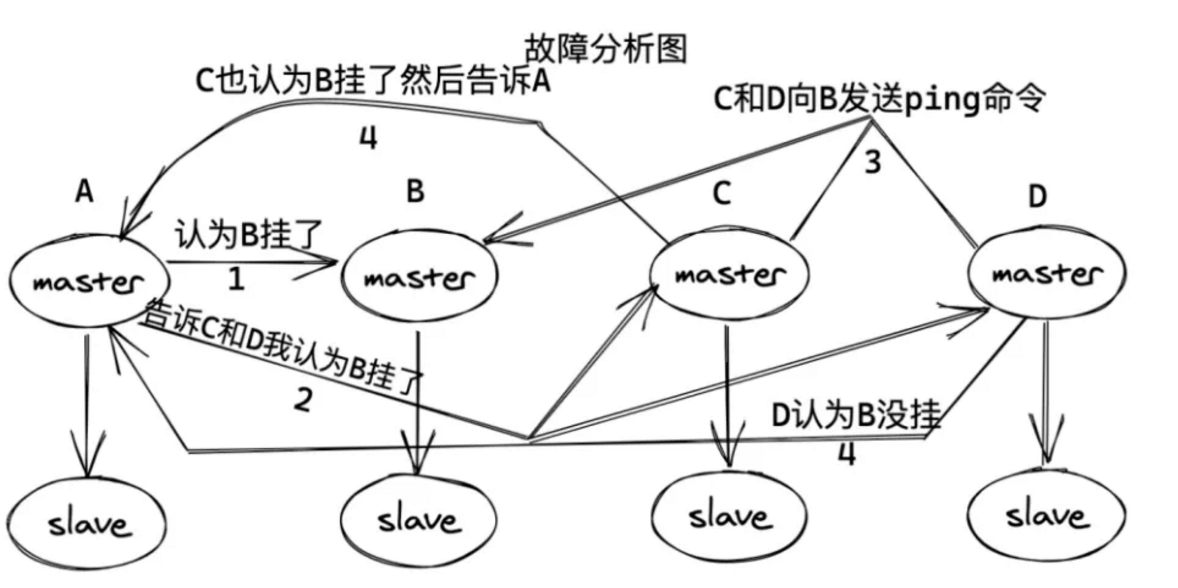 故障分析图
C也认为B挂了然后告诉A
C和D向B发送ping命令
4
3
A
B
C
D
认为B挂了
1
master
master
master
master
告诉C和D我认为B挂了
2
D认为B没挂
4
slave
slave
slave
slave